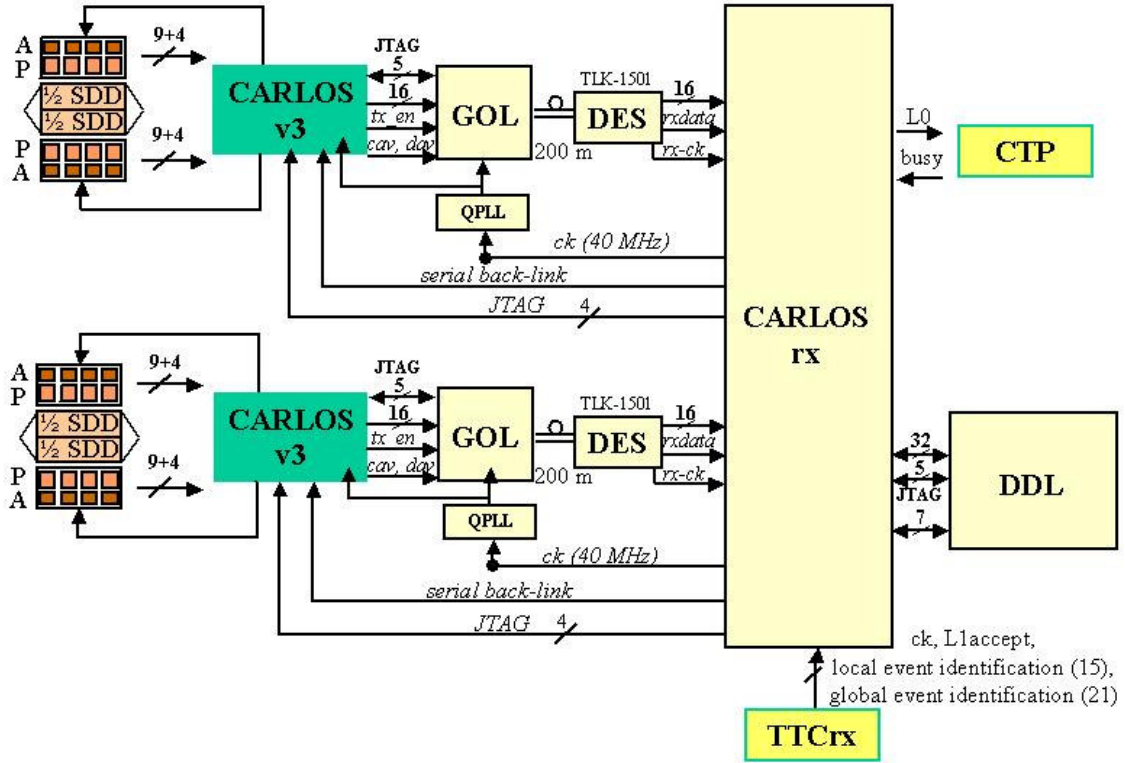 A
P
9+4
½ SDD
½ SDD
P
A
9+4
CARLOS
v3
JTAG
5
16
tx_en
cav, dav
GOL
200 m
TLK-1501
DES
16
rxdata
rx-ck
QPLL
ck (40 MHz)
serial back-link
JTAG
4
A
P
9+4
½ SDD
½ SDD
P
A
9+4
CARLOS
v3
JTAG
5
16
tx_en
cav, dav
GOL
200 m
TLK-1501
DES
16
rxdata
rx-ck
QPLL
ck (40 MHz)
serial back-link
JTAG
4
CARLOS
rx
L0
busy
CTP
32
5
JTAG
7
DDL
ck, L1accept,
local event identification (15),
global event identification (21)
TTCrx